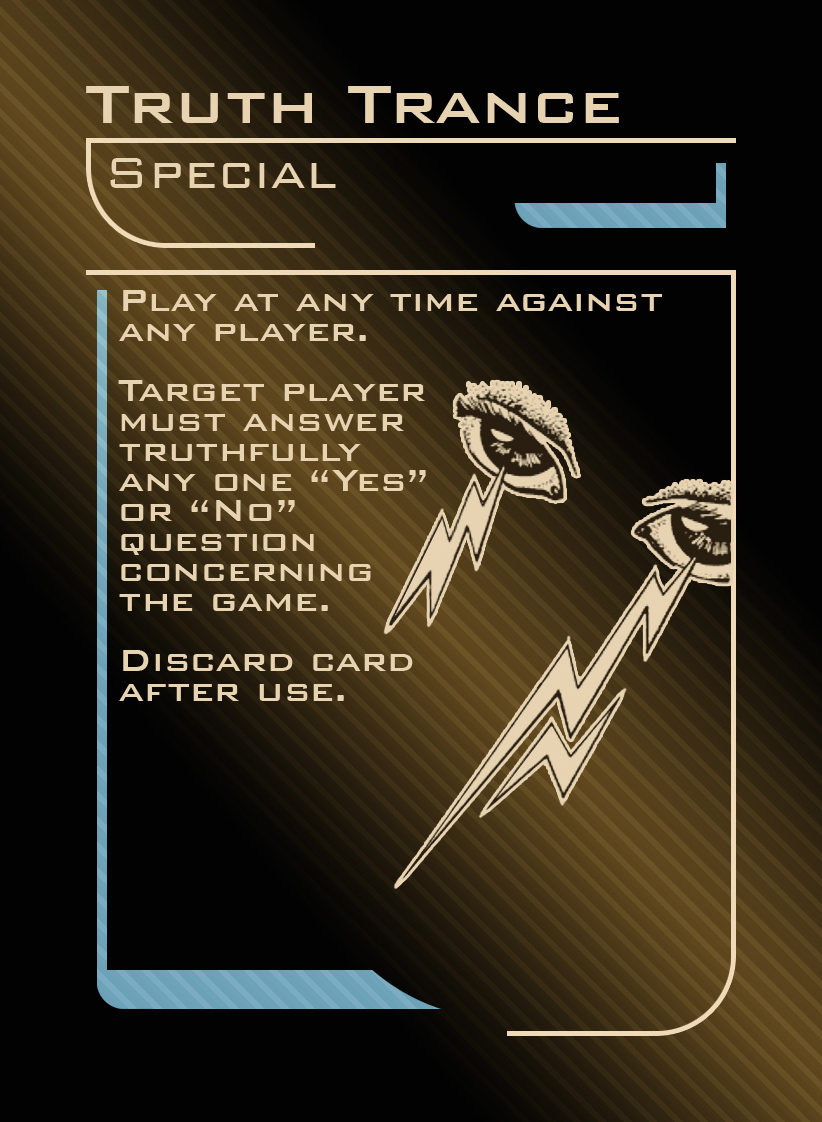 Truth Trance
Special
Play at any time against
any player.
Target player
must answer
truthfully
any one “Yes”
or “No”
question
concerning
the game.
Discard card
after use.